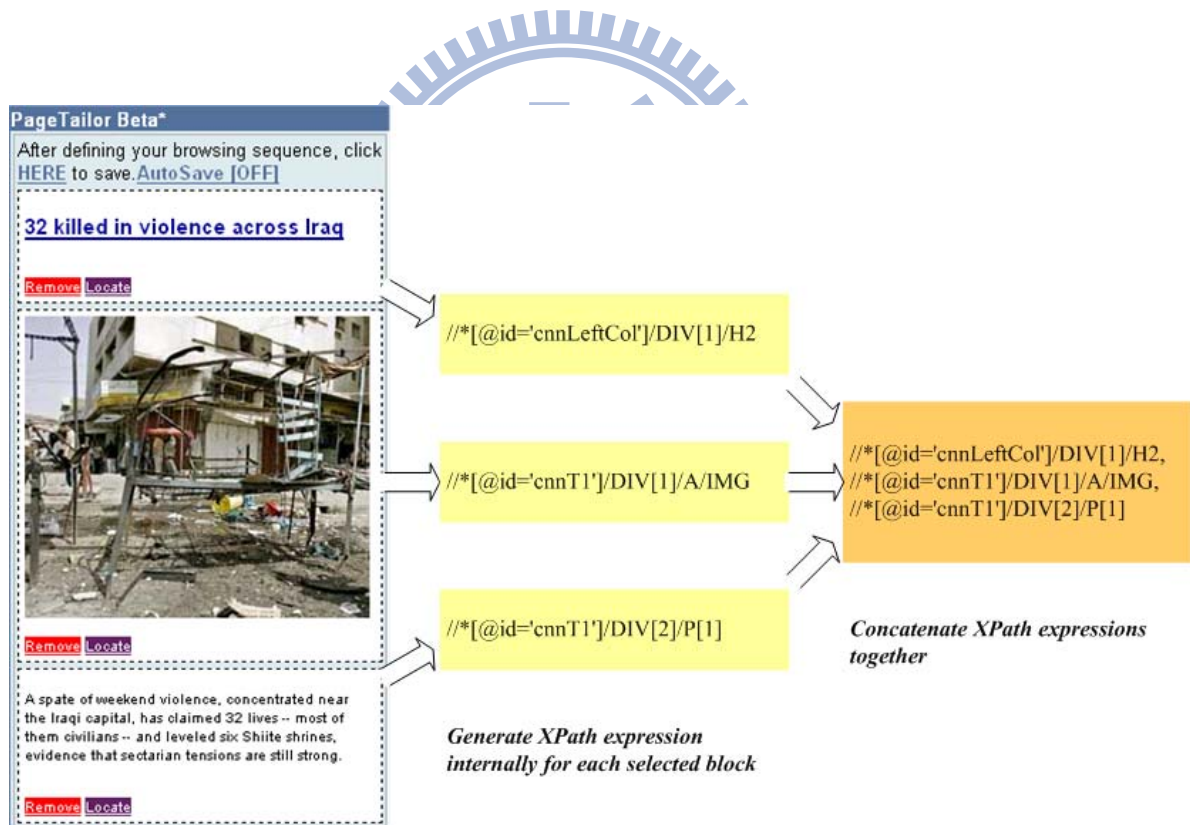 PageTailor Beta*
After defining your browsing sequence, click
HERE to save.AutoSave [OFF]
32 killed in violence across Iraq
Remove Locate
Remove Locate
A spate of weekend violence, concentrated near
the Iraqi capital, has claimed 32 lives -- most of
them civilians -- and leveled six Shiite shrines,
evidence that sectarian tensions are still strong.
Remove Locate
//*[@id='cnnLeftCol']/DIV[1]/H2
//*[@id='cnnT1']/DIV[1]/A/IMG
//*[@id='cnnT1']/DIV[2]/P[1]
Generate XPath expression
internally for each selected block
//*[@id='cnnLeftCol']/DIV[1]/H2,
//*[@id='cnnT1']/DIV[1]/A/IMG,
//*[@id='cnnT1']/DIV[2]/P[1]
Concatenate XPath expressions
together